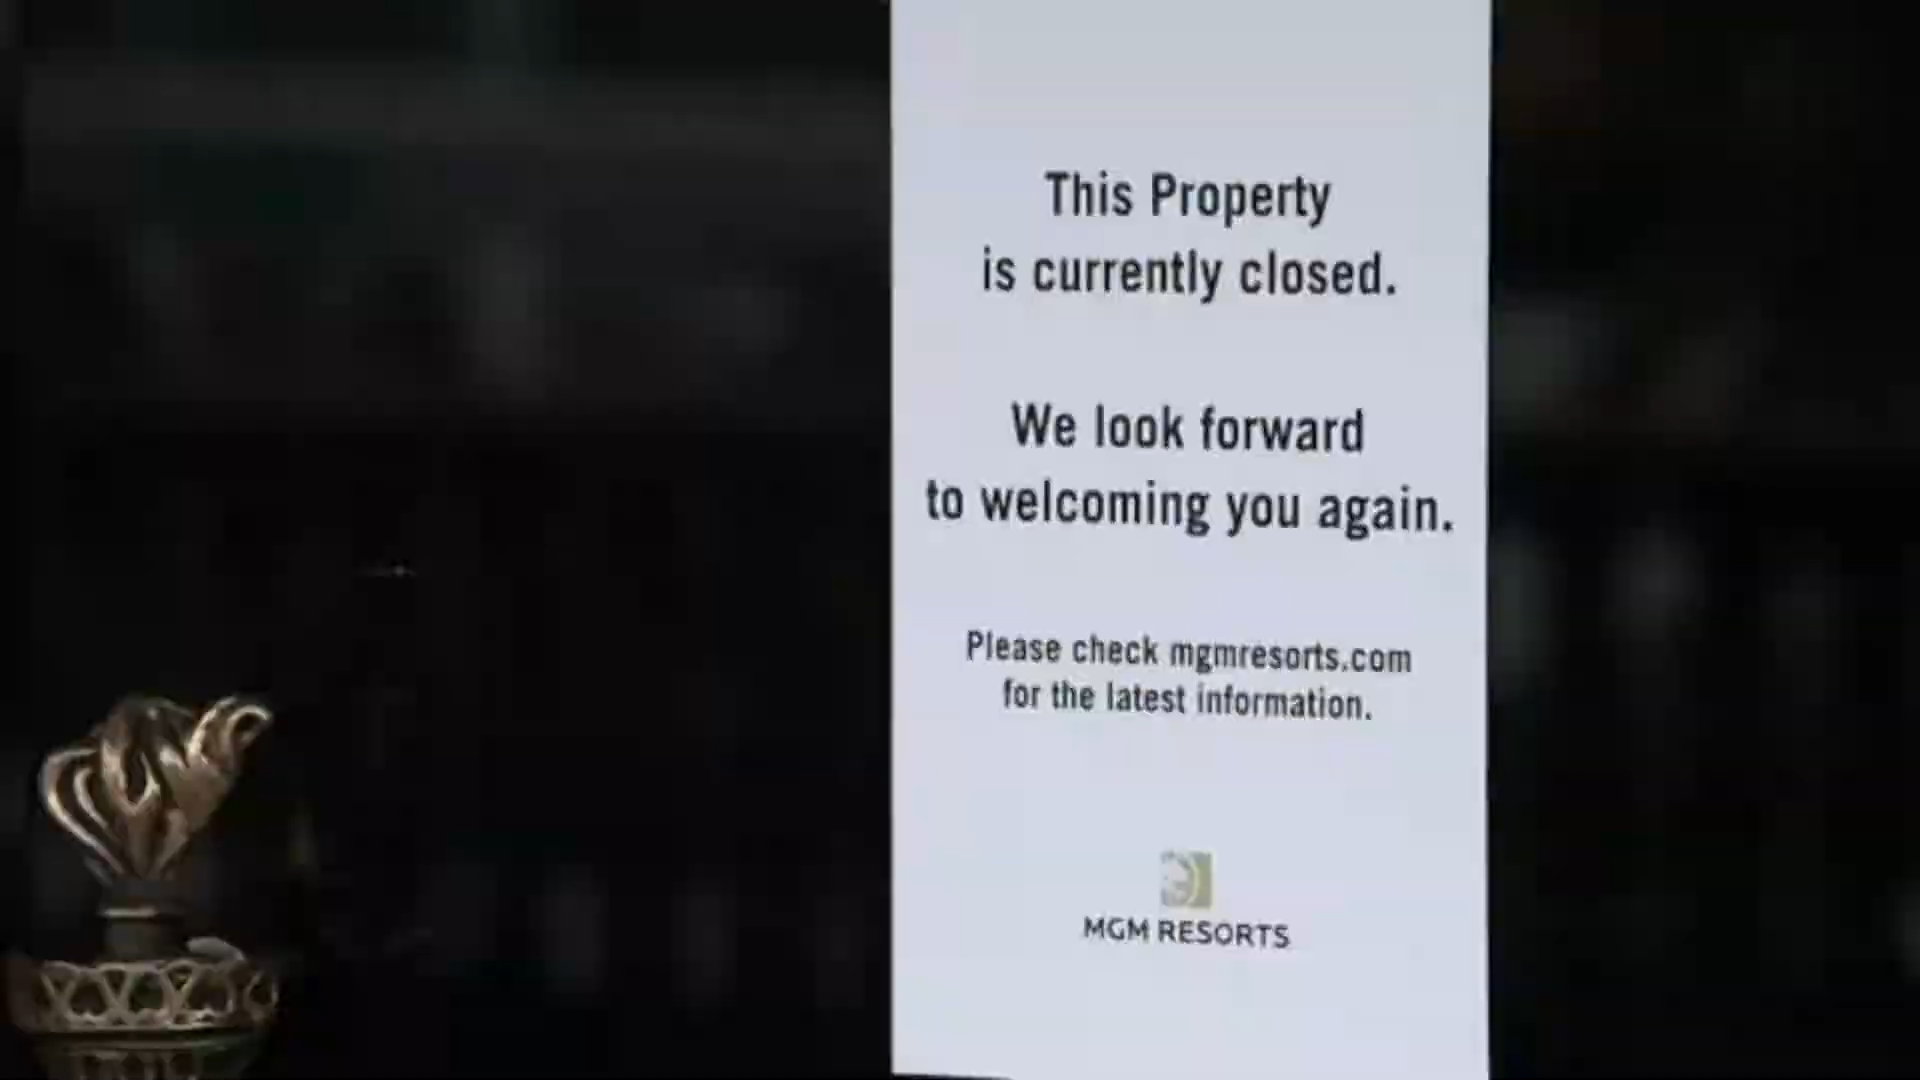 This Property
is currently closed.
We look forward
to welcoming you again.
Please check mgmresorts.com
for the latest information.
MGM RESORTS